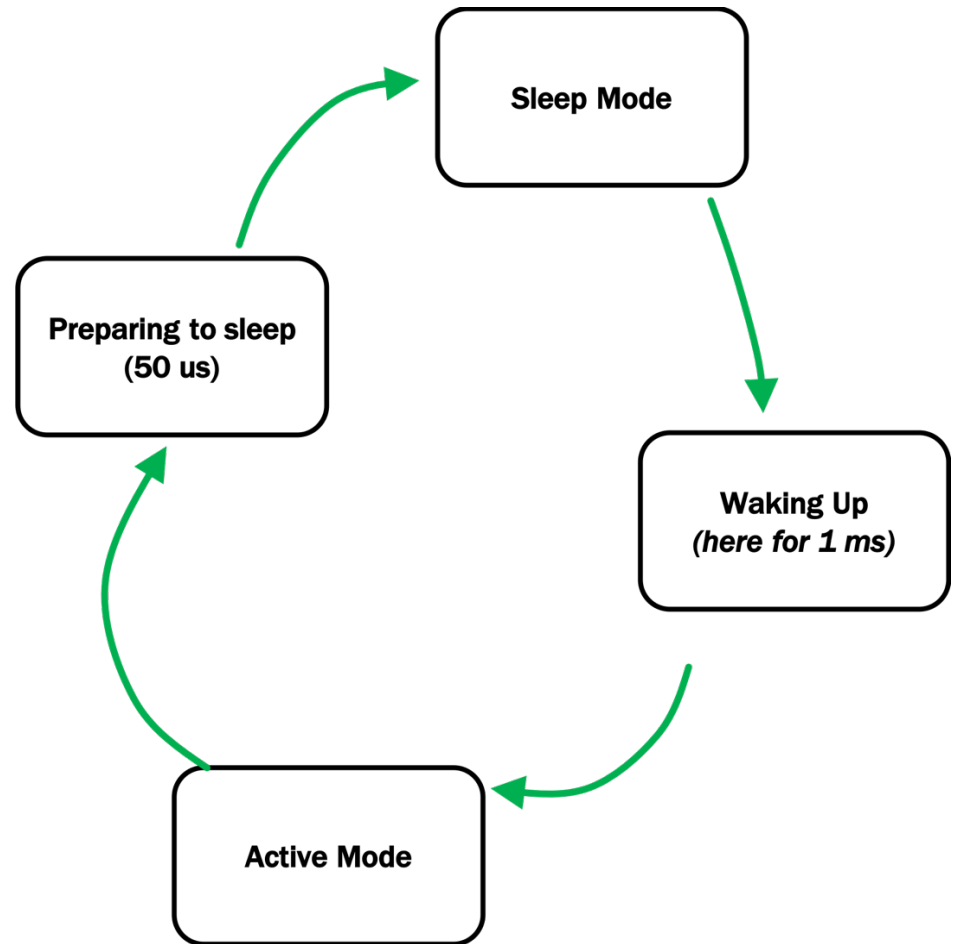 Sleep Mode
Preparing to sleep
(50 us)
Waking Up
(here for 1 ms)
Active Mode